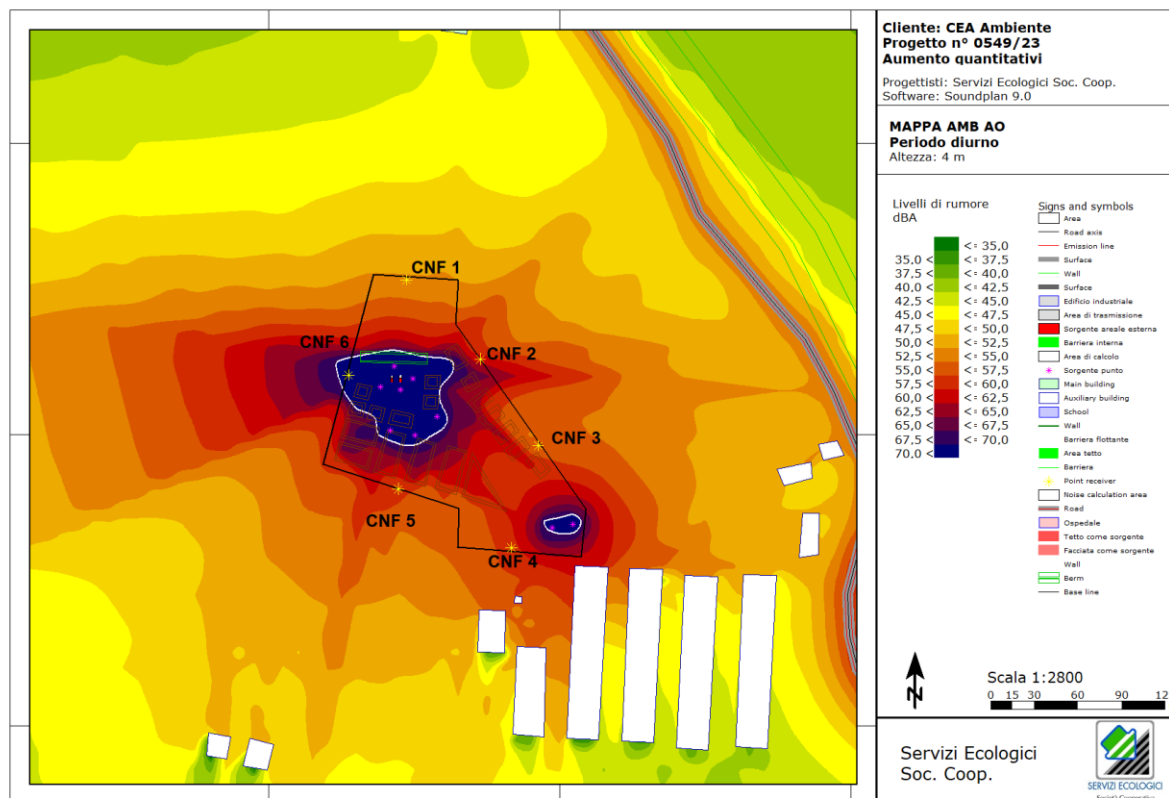 Cliente: CEA Ambiente
Progetto n° 0549/23
Aumento quantitativi
Progettisti: Servizi Ecologici Soc. Coop.
Software: Soundplan 9.0
MAPPA AMB AO
Periodo diurno
Altezza: 4 m
Livelli di rumore
dBA
<= 35,0
35,0 < <= 37,5
37,5 < <= 40,0
40,0 < <= 42,5
42,5 < <= 45,0
45,0 < <= 47,5
47,5 < <= 50,0
50,0 < <= 52,5
52,5 < <= 55,0
55,0 < <= 57,5
57,5 < <= 60,0
60,0 < <= 62,5
62,5 < <= 65,0
65,0 < <= 67,5
67,5 < <= 70,0
70,0 <
Signs and symbols
Area
Road axis
Emission line
Surface
Wall
Surface
Edificio industriale
Area di trasmissione
Sorgente areale esterna
Barriera interna
Area di calcolo
Sorgente punto
Main building
Auxiliary building
School
Wall
Barriera flottante
Area tetto
Barriera
Point receiver
Noise calculation area
Road
Ospedale
Tetto come sorgente
Facciata come sorgente
Wall
Berm
Base line
CNF 1
CNF 6
CNF 2
CNF 3
CNF 5
CNF 4
N
Scala 1:2800
0 15 30 60 90 12
Servizi Ecologici
Soc. Coop.
SERVIZI ECOLOGICI
Società Cooperativa